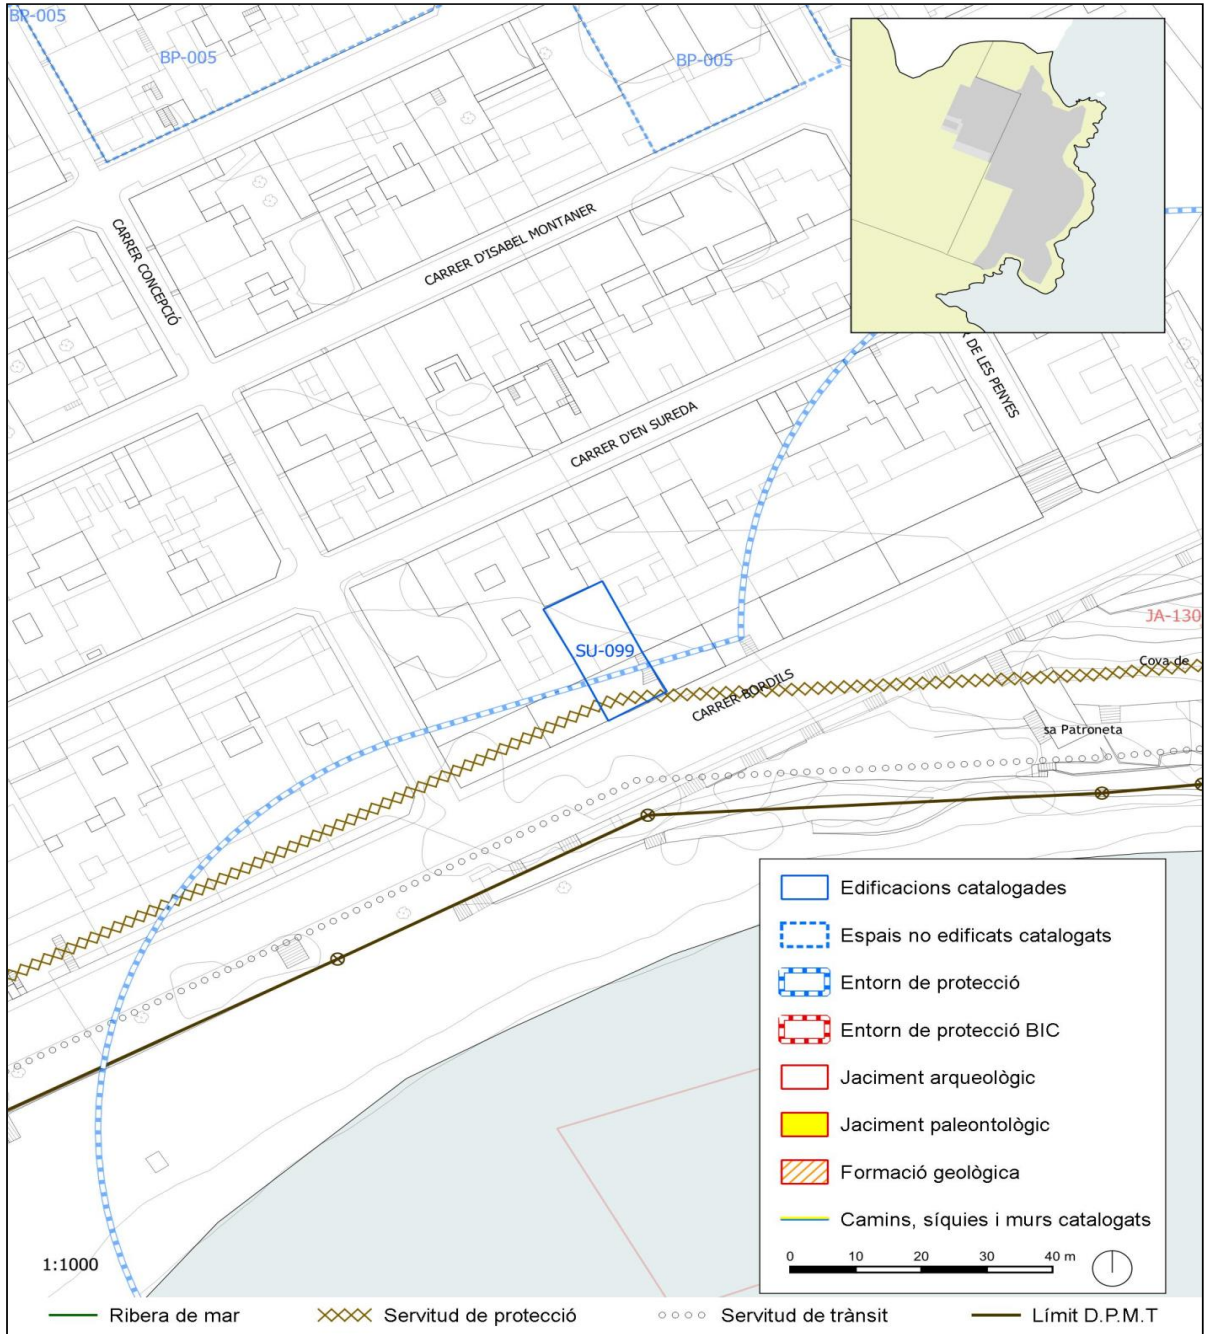 BP-005
BP-005
BP-005
CARRER CONCEPCIÓ
CARRER D'ISABEL MONTANER
CARRER D'EN SUREDA
DE LES PENYES
SU-099
JA-130
Cova de
CARRER BORDILS
sa Patroneta
Edificacions catalogades
Espais no edificats catalogats
Entorn de protecció
Entorn de protecció BIC
Jaciment arqueològic
Jaciment paleontològic
Formació geològica
Camins, síquies i murs catalogats
0 10 20 30 40 m
1:1000
Ribera de mar
Servitud de protecció
Servitud de trànsit
Límit D.P.M.T